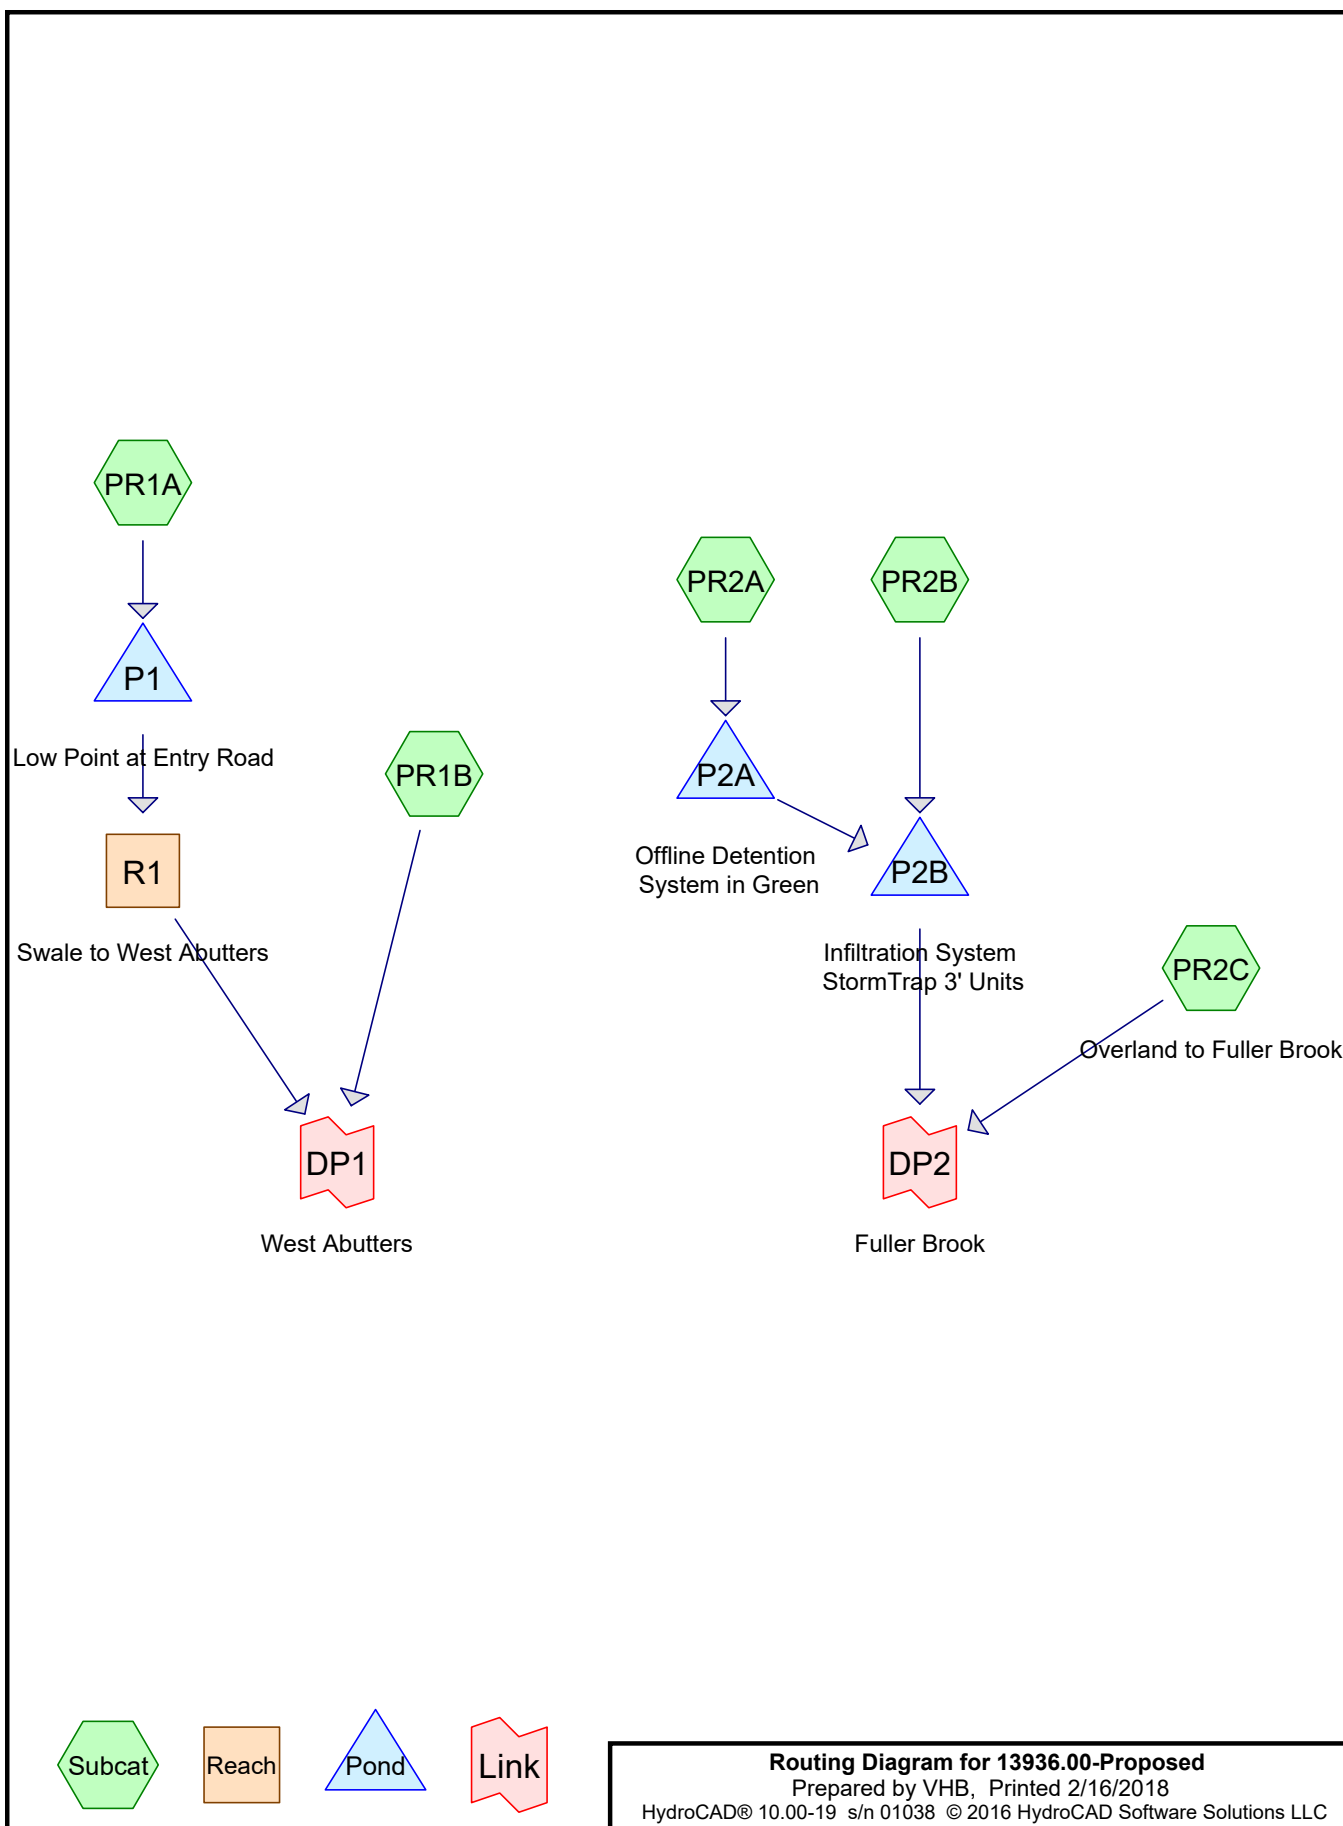 PR1A
P1
Low Point at Entry Road
R1
Swale to West Abutters
PR1B
DP1
West Abutters
PR2A
PR2B
P2A
Offline Detention
System in Green
P2B
Infiltration System
StormTrap 3' Units
PR2C
Overland to Fuller Brook
DP2
Fuller Brook
Subcat
Reach
Pond
Link
Routing Diagram for 13936.00-Proposed
Prepared by VHB, Printed 2/16/2018
HydroCAD® 10.00-19 s/n 01038 © 2016 HydroCAD Software Solutions LLC